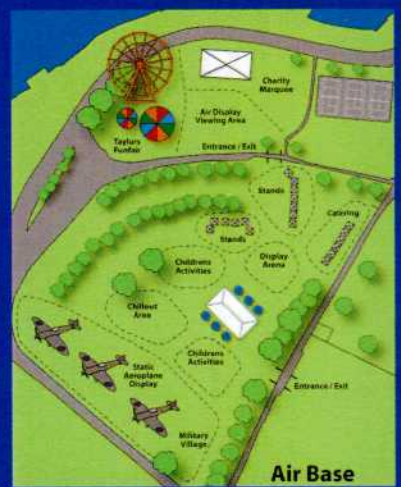 Charity
Marquee
Air Display
Viewing Area
Taylors
Funfair
Entrance / Exit
Stands
Catering
Stands
Display
Arena
Childrens
Activities
Chillout
Area
Childrens
Activities
Static
Aeroplane
Display
Entrance / Exit
Military
Village
Air Base